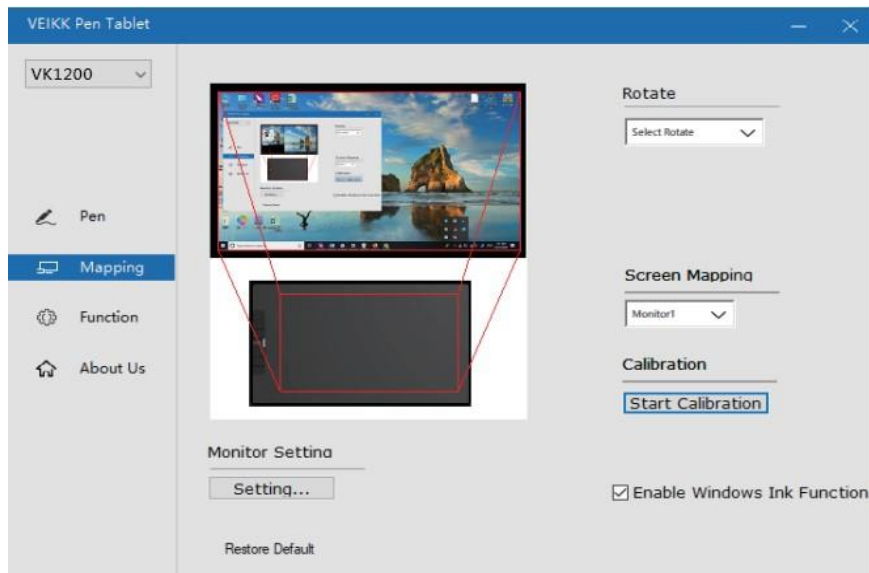 VEIKK Pen Tablet
VK1200
Pen
Mapping
Function
About Us
Rotate
Select Rotate
Screen Mapping
Monitor1
Calibration
Start Calibration
Monitor Setting
Setting...
Enable Windows Ink Function
Restore Default